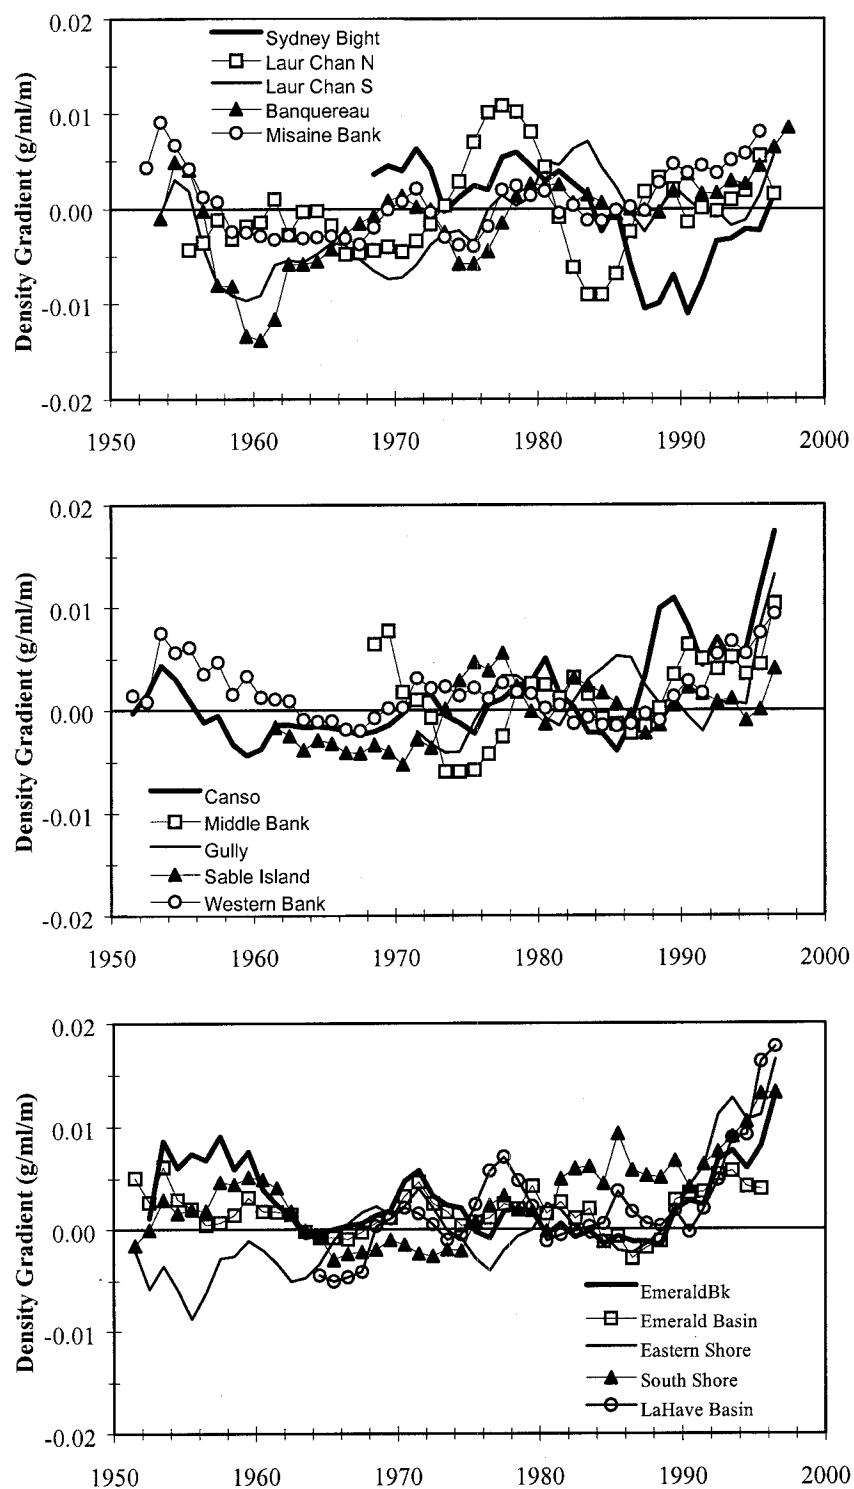 0.02
Sydney Bight
Laur Chan N
Laur Chan S
Banquereau
Misaine Bank
0.01
0.00
-0.01
-0.02
Density Gradient (g/ml/m)
1950 1960 1970 1980 1990 2000
0.02
0.01
0.00
-0.01
-0.02
Density Gradient (g/ml/m)
Canso
Middle Bank
Gully
Sable Island
Western Bank
1950 1960 1970 1980 1990 2000
0.02
0.01
0.00
-0.01
-0.02
Density Gradient (g/ml/m)
EmeraldBk
Emerald Basin
Eastern Shore
South Shore
LaHave Basin
1950 1960 1970 1980 1990 2000